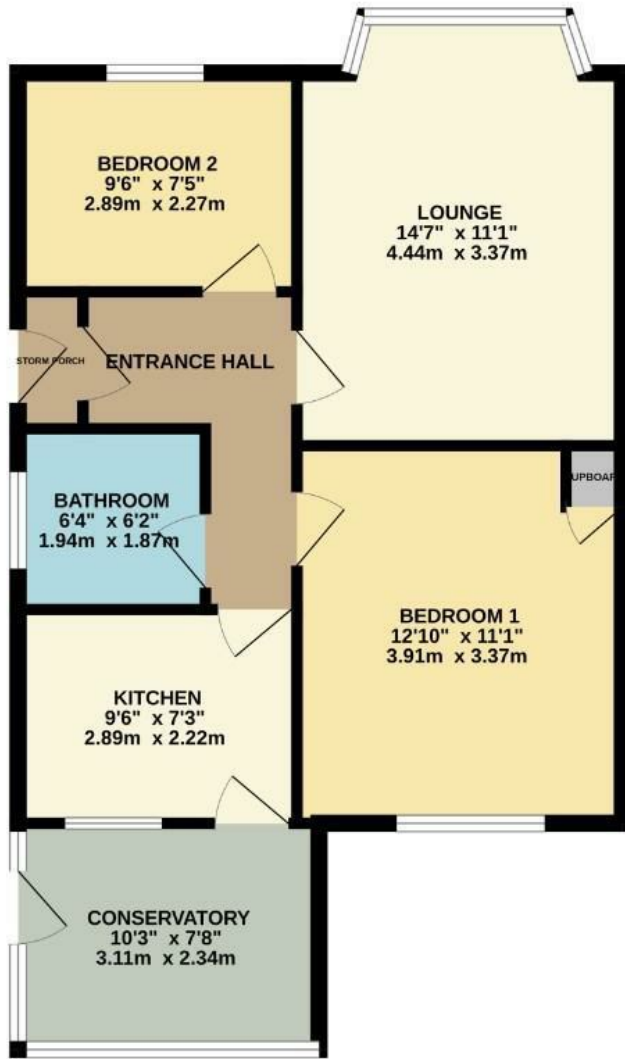 BEDROOM 2
9'6" x 7'5"
2.89m x 2.27m
LOUNGE
14'7" x 11'1"
4.44m x 3.37m
STORM PORCH
ENTRANCE HALL
BATHROOM
6'4" x 6'2"
1.94m x 1.87m
UPBOAR
BEDROOM 1
12'10" x 11'1"
3.91m x 3.37m
KITCHEN
9'6" x 7'3"
2.89m x 2.22m
CONSERVATORY
10'3" x 7'8"
3.11m x 2.34m